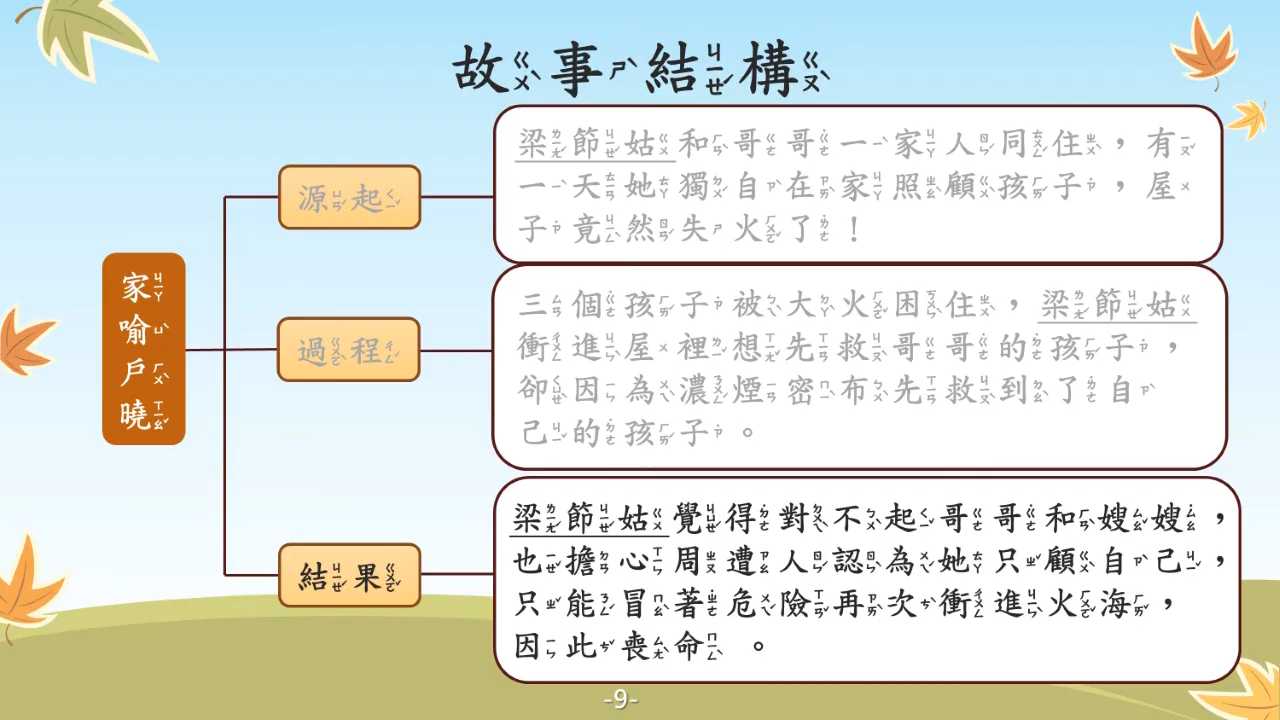 故事結構
家喻戶曉
源起
梁節姑和哥哥一家人同住，有
一天她獨自在家照顧孩子，屋
子竟然失火了！
過程
三個孩子被大火困住，梁節姑
衝進屋裡想先救哥哥的孩子，
卻因為濃煙密布先救到了自
己的孩子。
結果
梁節姑覺得對不起哥哥和嫂嫂，
也擔心周遭人認為她只顧自己，
只能冒著危險再次衝進火海，
因此喪命。
-9-